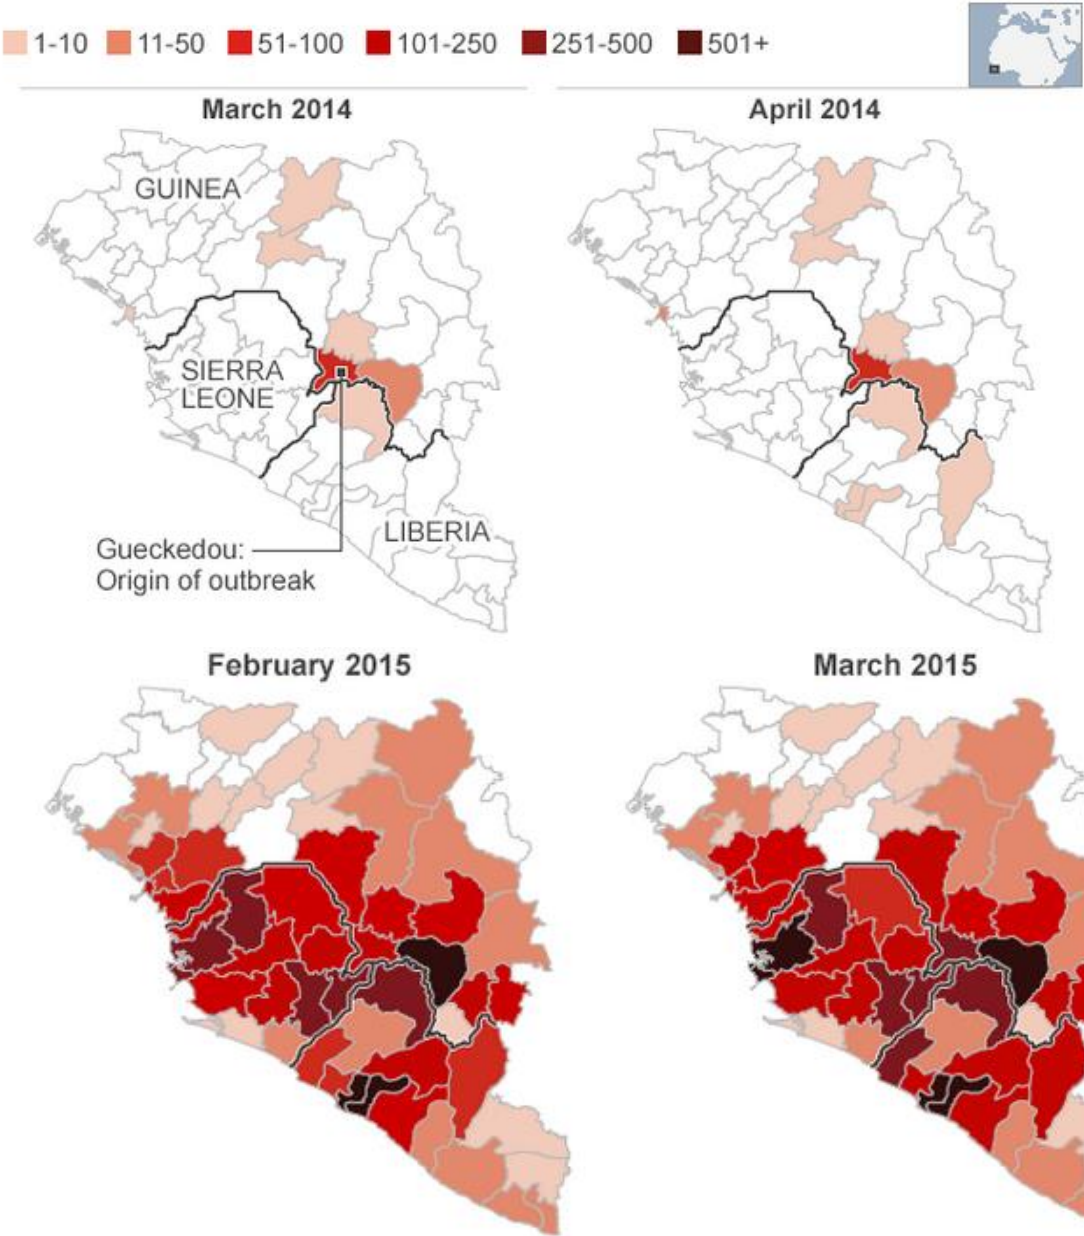 1-10 11-50 51-100 101-250 251-500 501+
March 2014
April 2014
GUINEA
SIERRA
LEONE
LIBERIA
Gueckedou:
Origin of outbreak
February 2015
March 2015